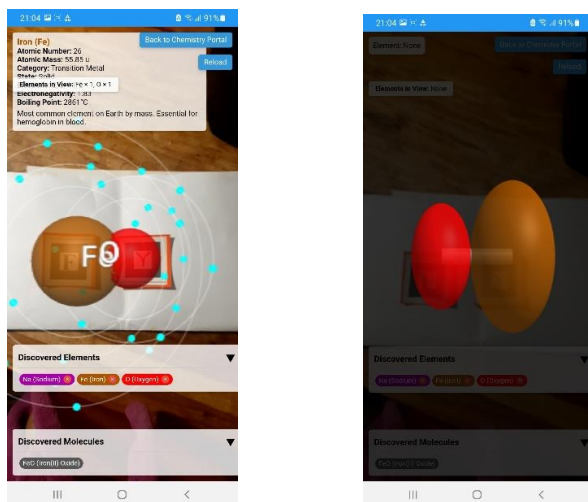 21:04
91%
Iron (Fe)
Atomic Number: 26
Atomic Mass: 55.85 u
Category: Transition Metal
State: Solid
Elements in View: Fe × 1, O × 1
Electronegativity: 1.83
Boiling Point: 2861°C
Most common element on Earth by mass. Essential for
hemoglobin in blood.
Back to Chemistry Portal
Reload
Fe
O
F
Y
Discovered Elements
Na (Sodium)
Fe (Iron)
O (Oxygen)
Discovered Molecules
FeO (Iron(II) Oxide)
21:04
91%
Element: None
Back to Chemistry Portal
Reload
Elements in View: None
Discovered Elements
Na (Sodium)
Fe (Iron)
O (Oxygen)
Discovered Molecules
FeO (Iron(II) Oxide)